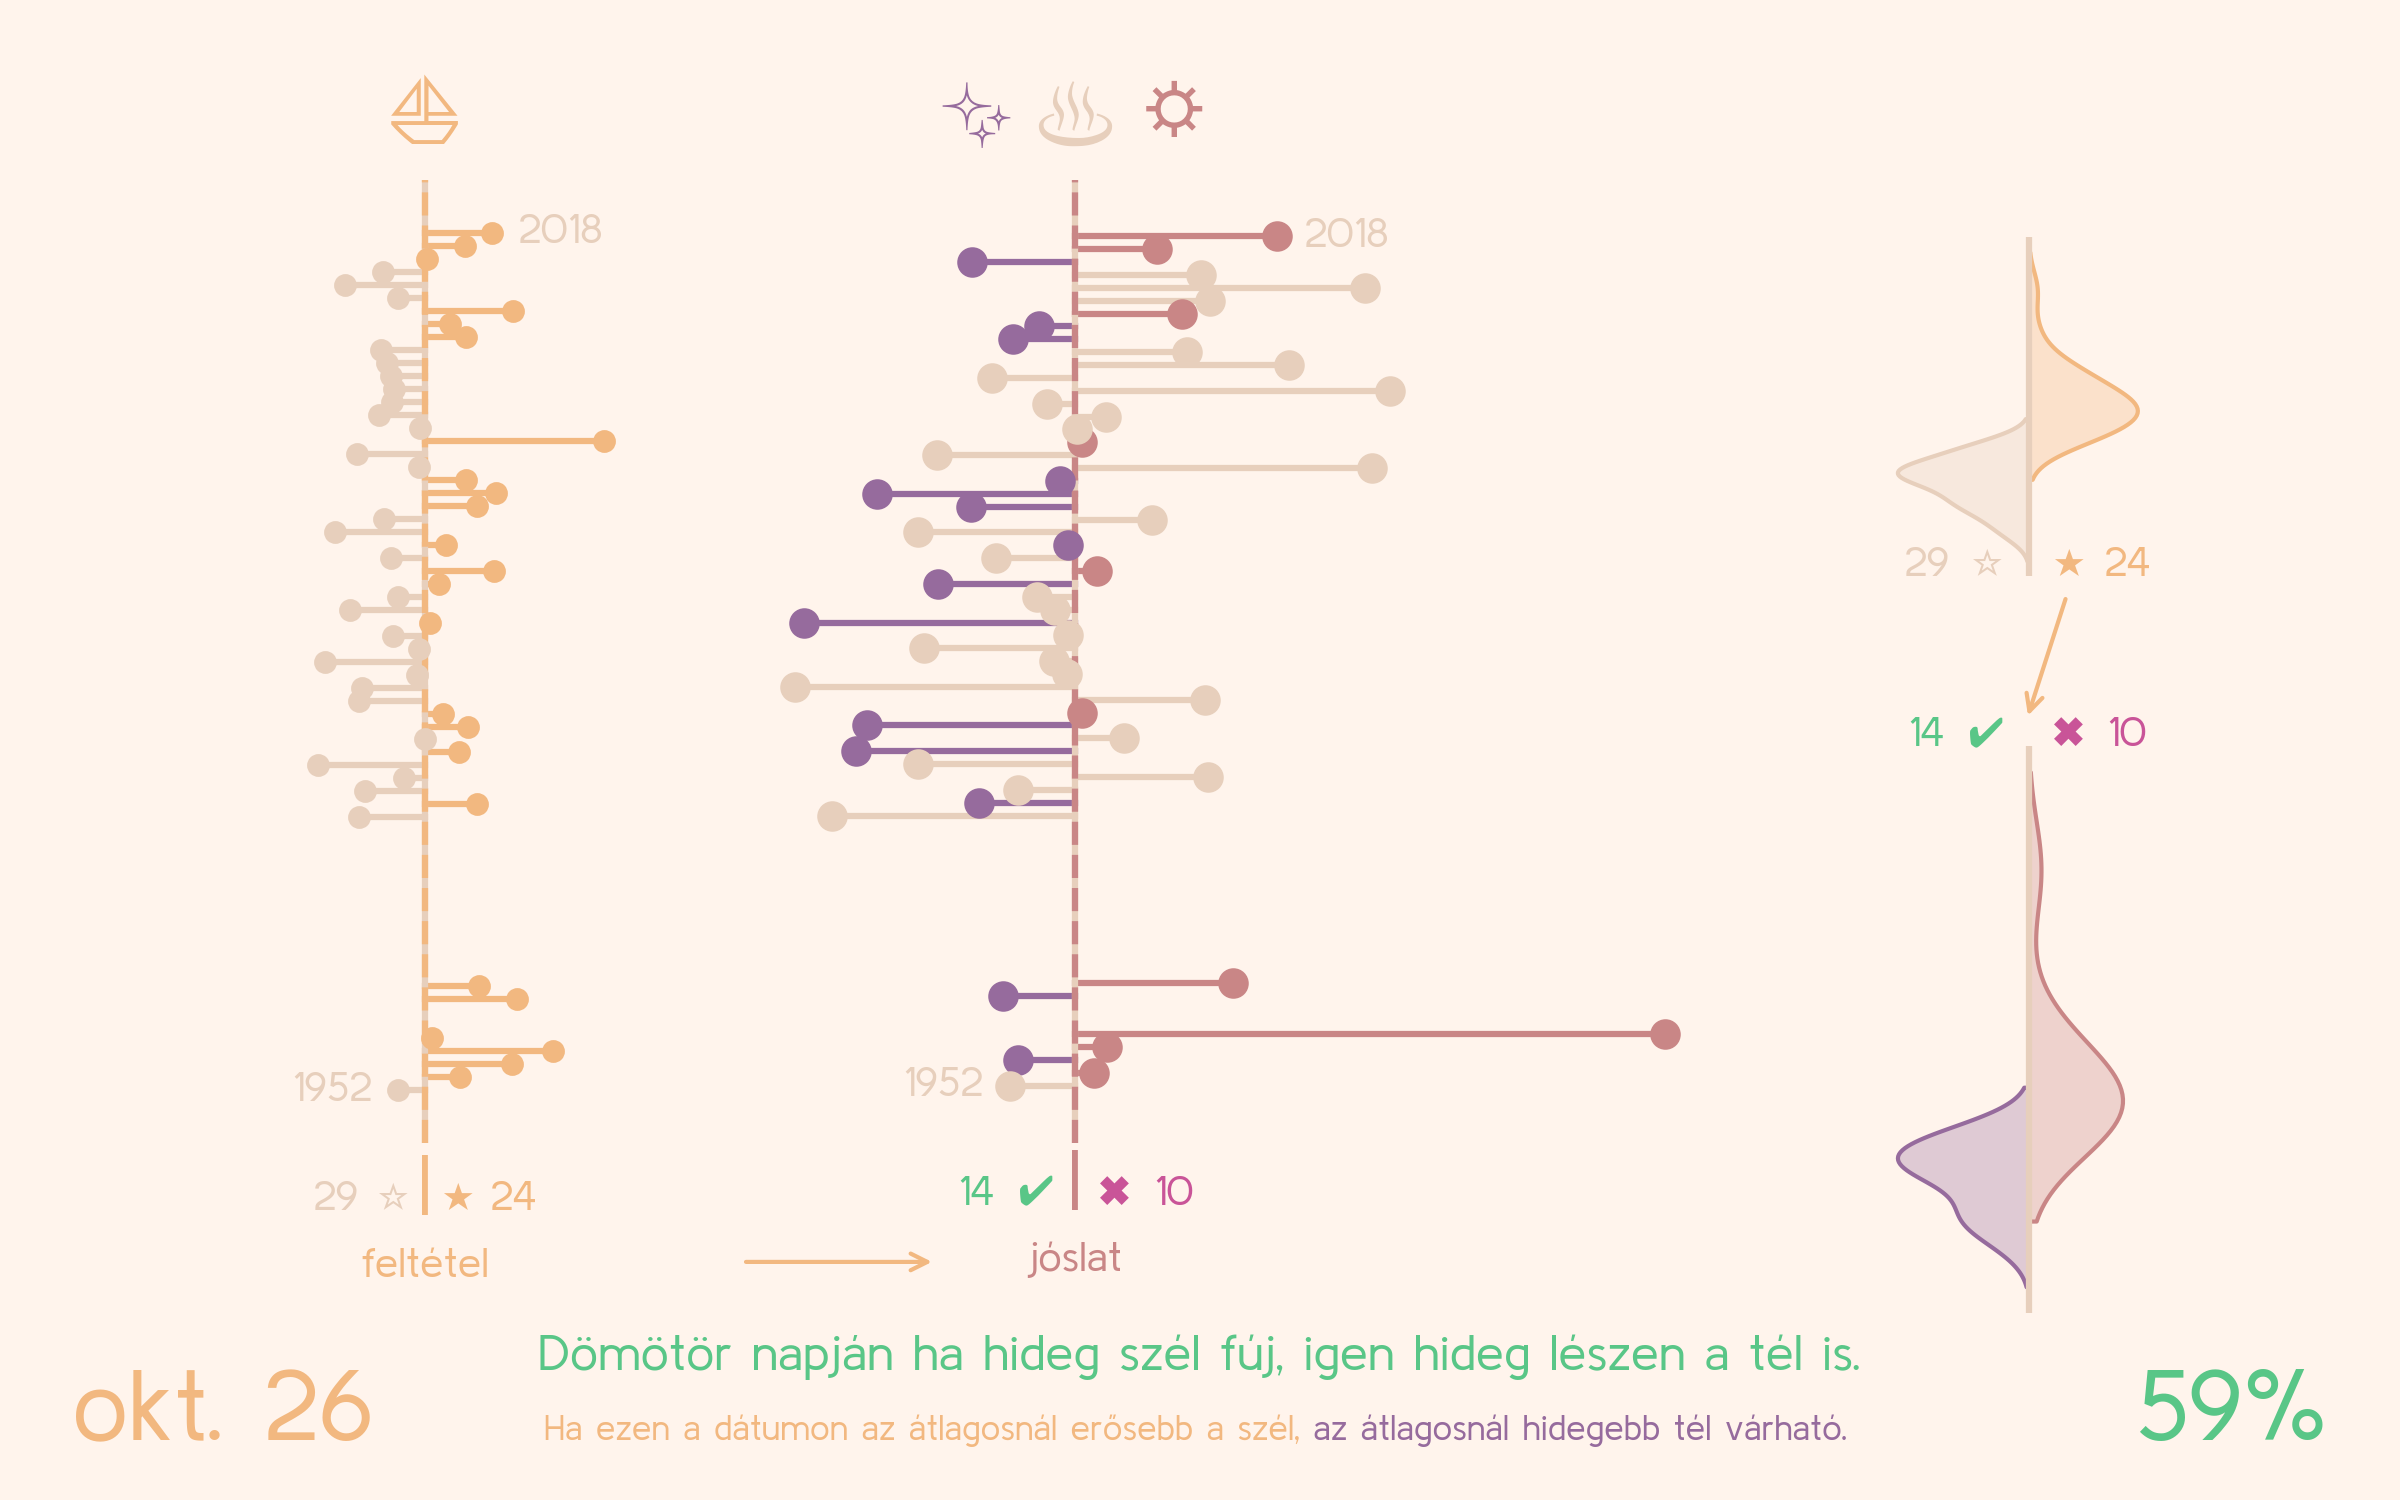 2018
2018
1952
1952
29 ☆ ★ 24
14 ✔ ✖ 10
29 ☆ ★ 24
14 ✔ ✖ 10
feltétel
jóslat
Dömötör napján ha hideg szél fúj, igen hideg lészen a tél is.
okt. 26
59%
Ha ezen a dátumon az átlagosnál erősebb a szél, az átlagosnál hidegebb tél várható.